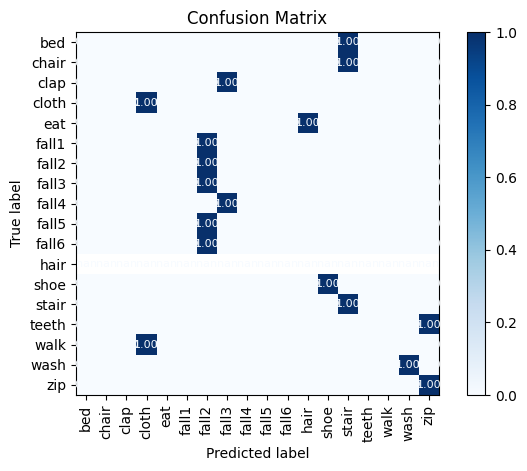 Confusion Matrix
True label
bed 1.00
chair 1.00
clap 1.00
cloth 1.00
eat 1.00
fall1 1.00
fall2 1.00
fall3 1.00
fall4 1.00
fall5 1.00
fall6 1.00
hair
shoe 1.00
stair 1.00
teeth 1.00
walk 1.00
wash 1.00
zip 1.00
bed chair clap cloth eat fall1 fall2 fall3 fall4 fall5 fall6 hair shoe stair teeth walk wash zip
Predicted label
1.0
0.8
0.6
0.4
0.2
0.0